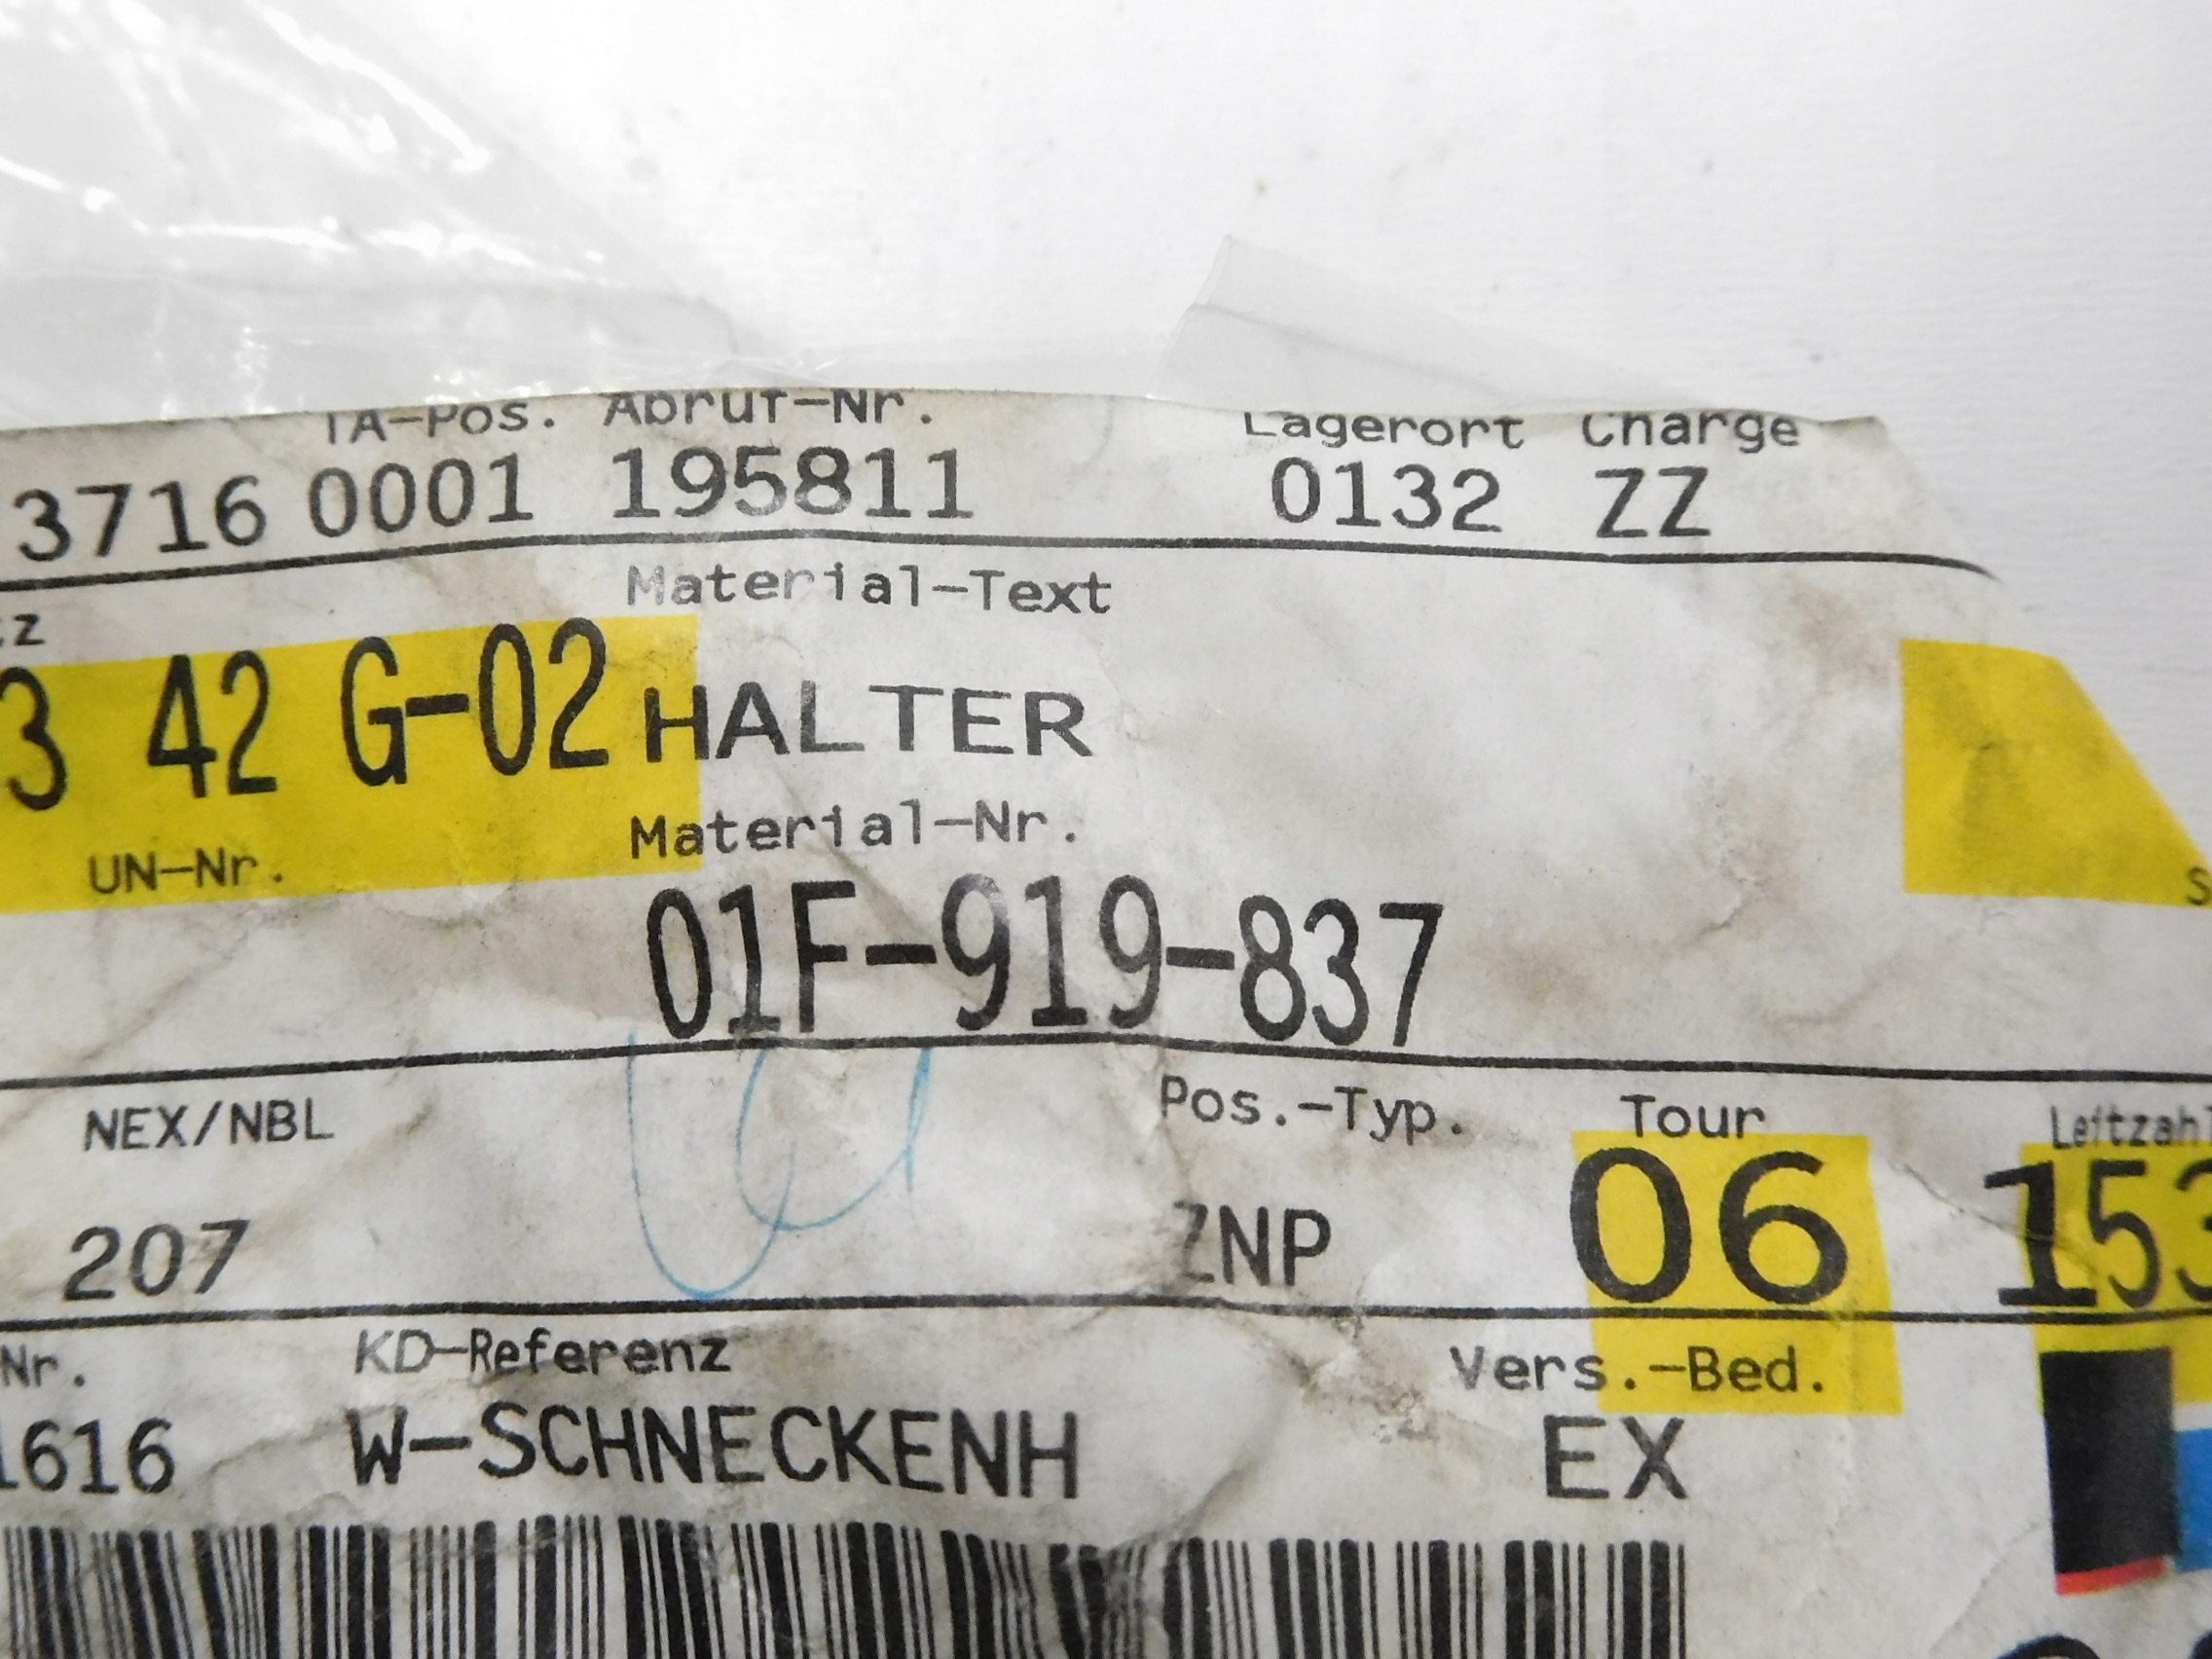 TA-Pos. Abruf-Nr. Lagerort Charge
3716 0001 195811 0132 ZZ
Material-Text
3 42 G-02 HALTER
UN-Nr. Material-Nr.
01F-919-837
NEX/NBL Pos.-Typ. Tour Leitzahl
207 ZNP 06 153
Nr. KD-Referenz Vers.-Bed.
1616 W-SCHNECKENH EX